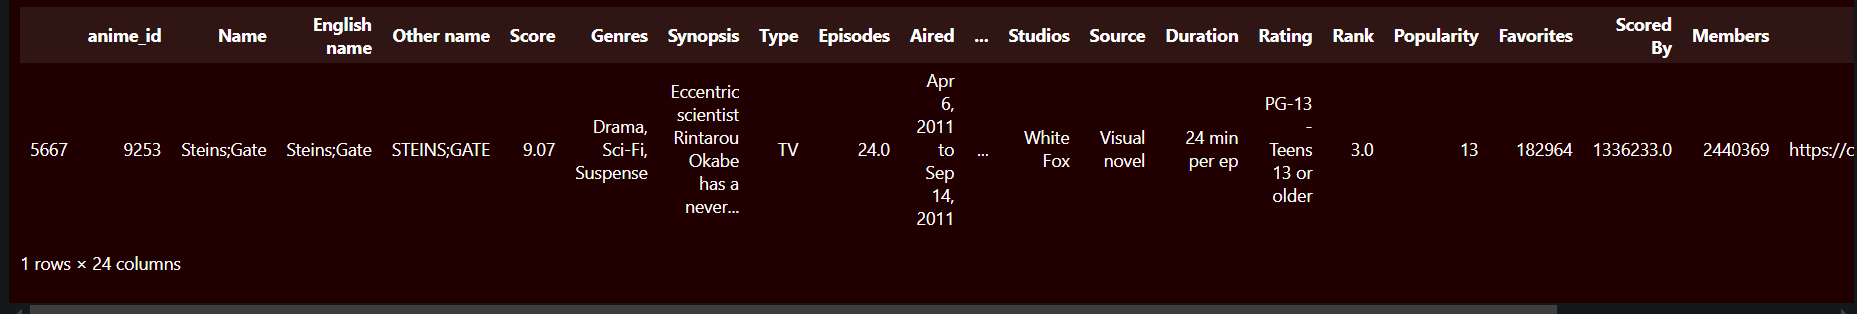 anime_id Name English name Other name Score Genres Synopsis Type Episodes Aired ... Studios Source Duration Rating Rank Popularity Favorites Scored By Members
5667 9253 Steins;Gate Steins;Gate STEINS;GATE 9.07 Drama, Sci-Fi, Suspense Eccentric scientist Rintarou Okabe has a never... TV 24.0 Apr 6, 2011 to Sep 14, 2011 ... White Fox Visual novel 24 min per ep PG-13 - Teens 13 or older 3.0 13 182964 1336233.0 2440369 https://c
1 rows × 24 columns